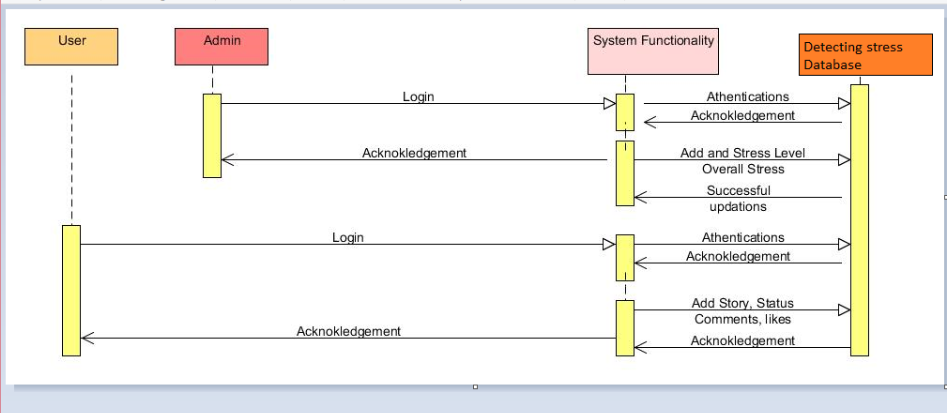 User
Admin
System Functionality
Detecting stress
Database
Login
Athentications
Acknokledgement
Acknokledgement
Add and Stress Level
Overall Stress
Successful
updations
Login
Athentications
Acknokledgement
Add Story, Status
Comments, likes
Acknokledgement
Acknokledgement